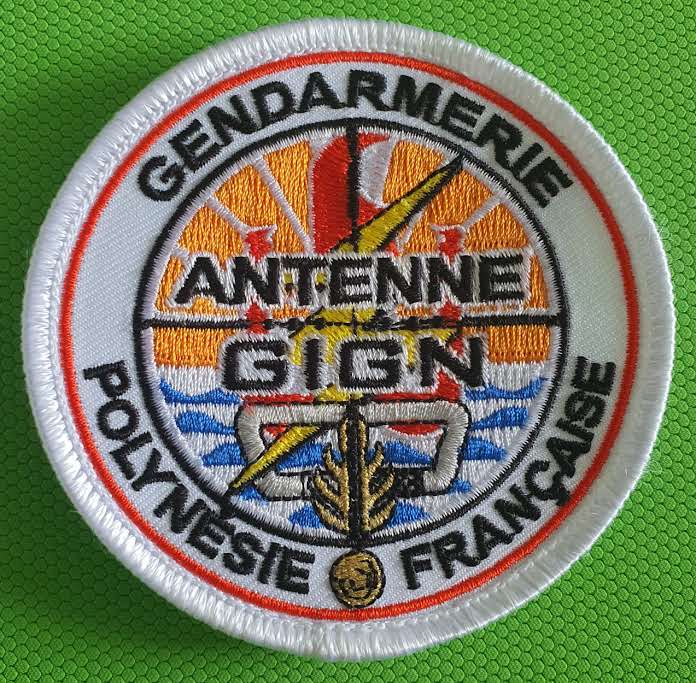 GENDARMERIE
ANTENNE
GIGN
POLYNÉSIE FRANÇAISE